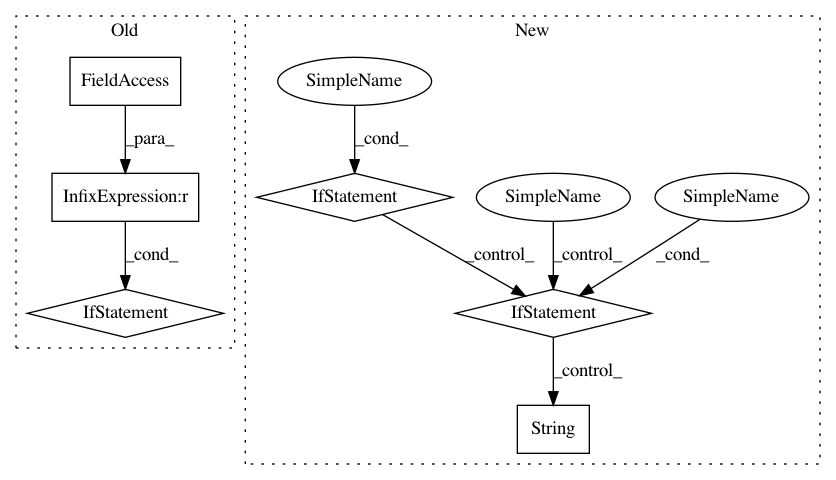 Old
New
FieldAccess
SimpleName
_para_
_cond_
InfixExpression:r
IfStatement
SimpleName
SimpleName
_cond_
_control_
_control_
_cond_
IfStatement
IfStatement
_control_
String